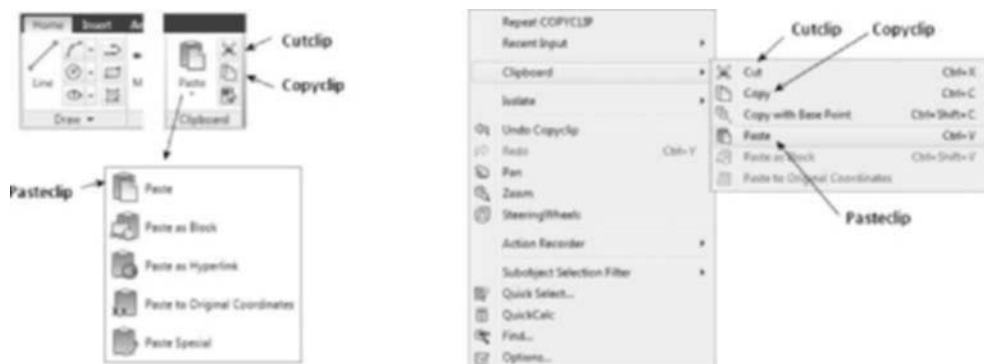 Home Insert
Line
Draw
Paste
Clipboard
Cutclip
Copyclip
Pasteclip
Paste
Paste as Block
Paste as Hyperlink
Paste to Original Coordinates
Paste Special
Repeat COPYCLIP
Recent Input
Clipboard
Isolate
Undo Copyclip
Redo Ctrl+Y
Pan
Zoom
SteeringWheels
Action Recorder
Subobject Selection Filter
Quick Select...
QuickCalc
Find...
Options...
Cutclip Copyclip
Cut Ctrl+X
Copy Ctrl+C
Copy with Base Point Ctrl+Shift+C
Paste Ctrl+V
Paste as Block Ctrl+Shift+V
Paste to Original Coordinates
Pasteclip